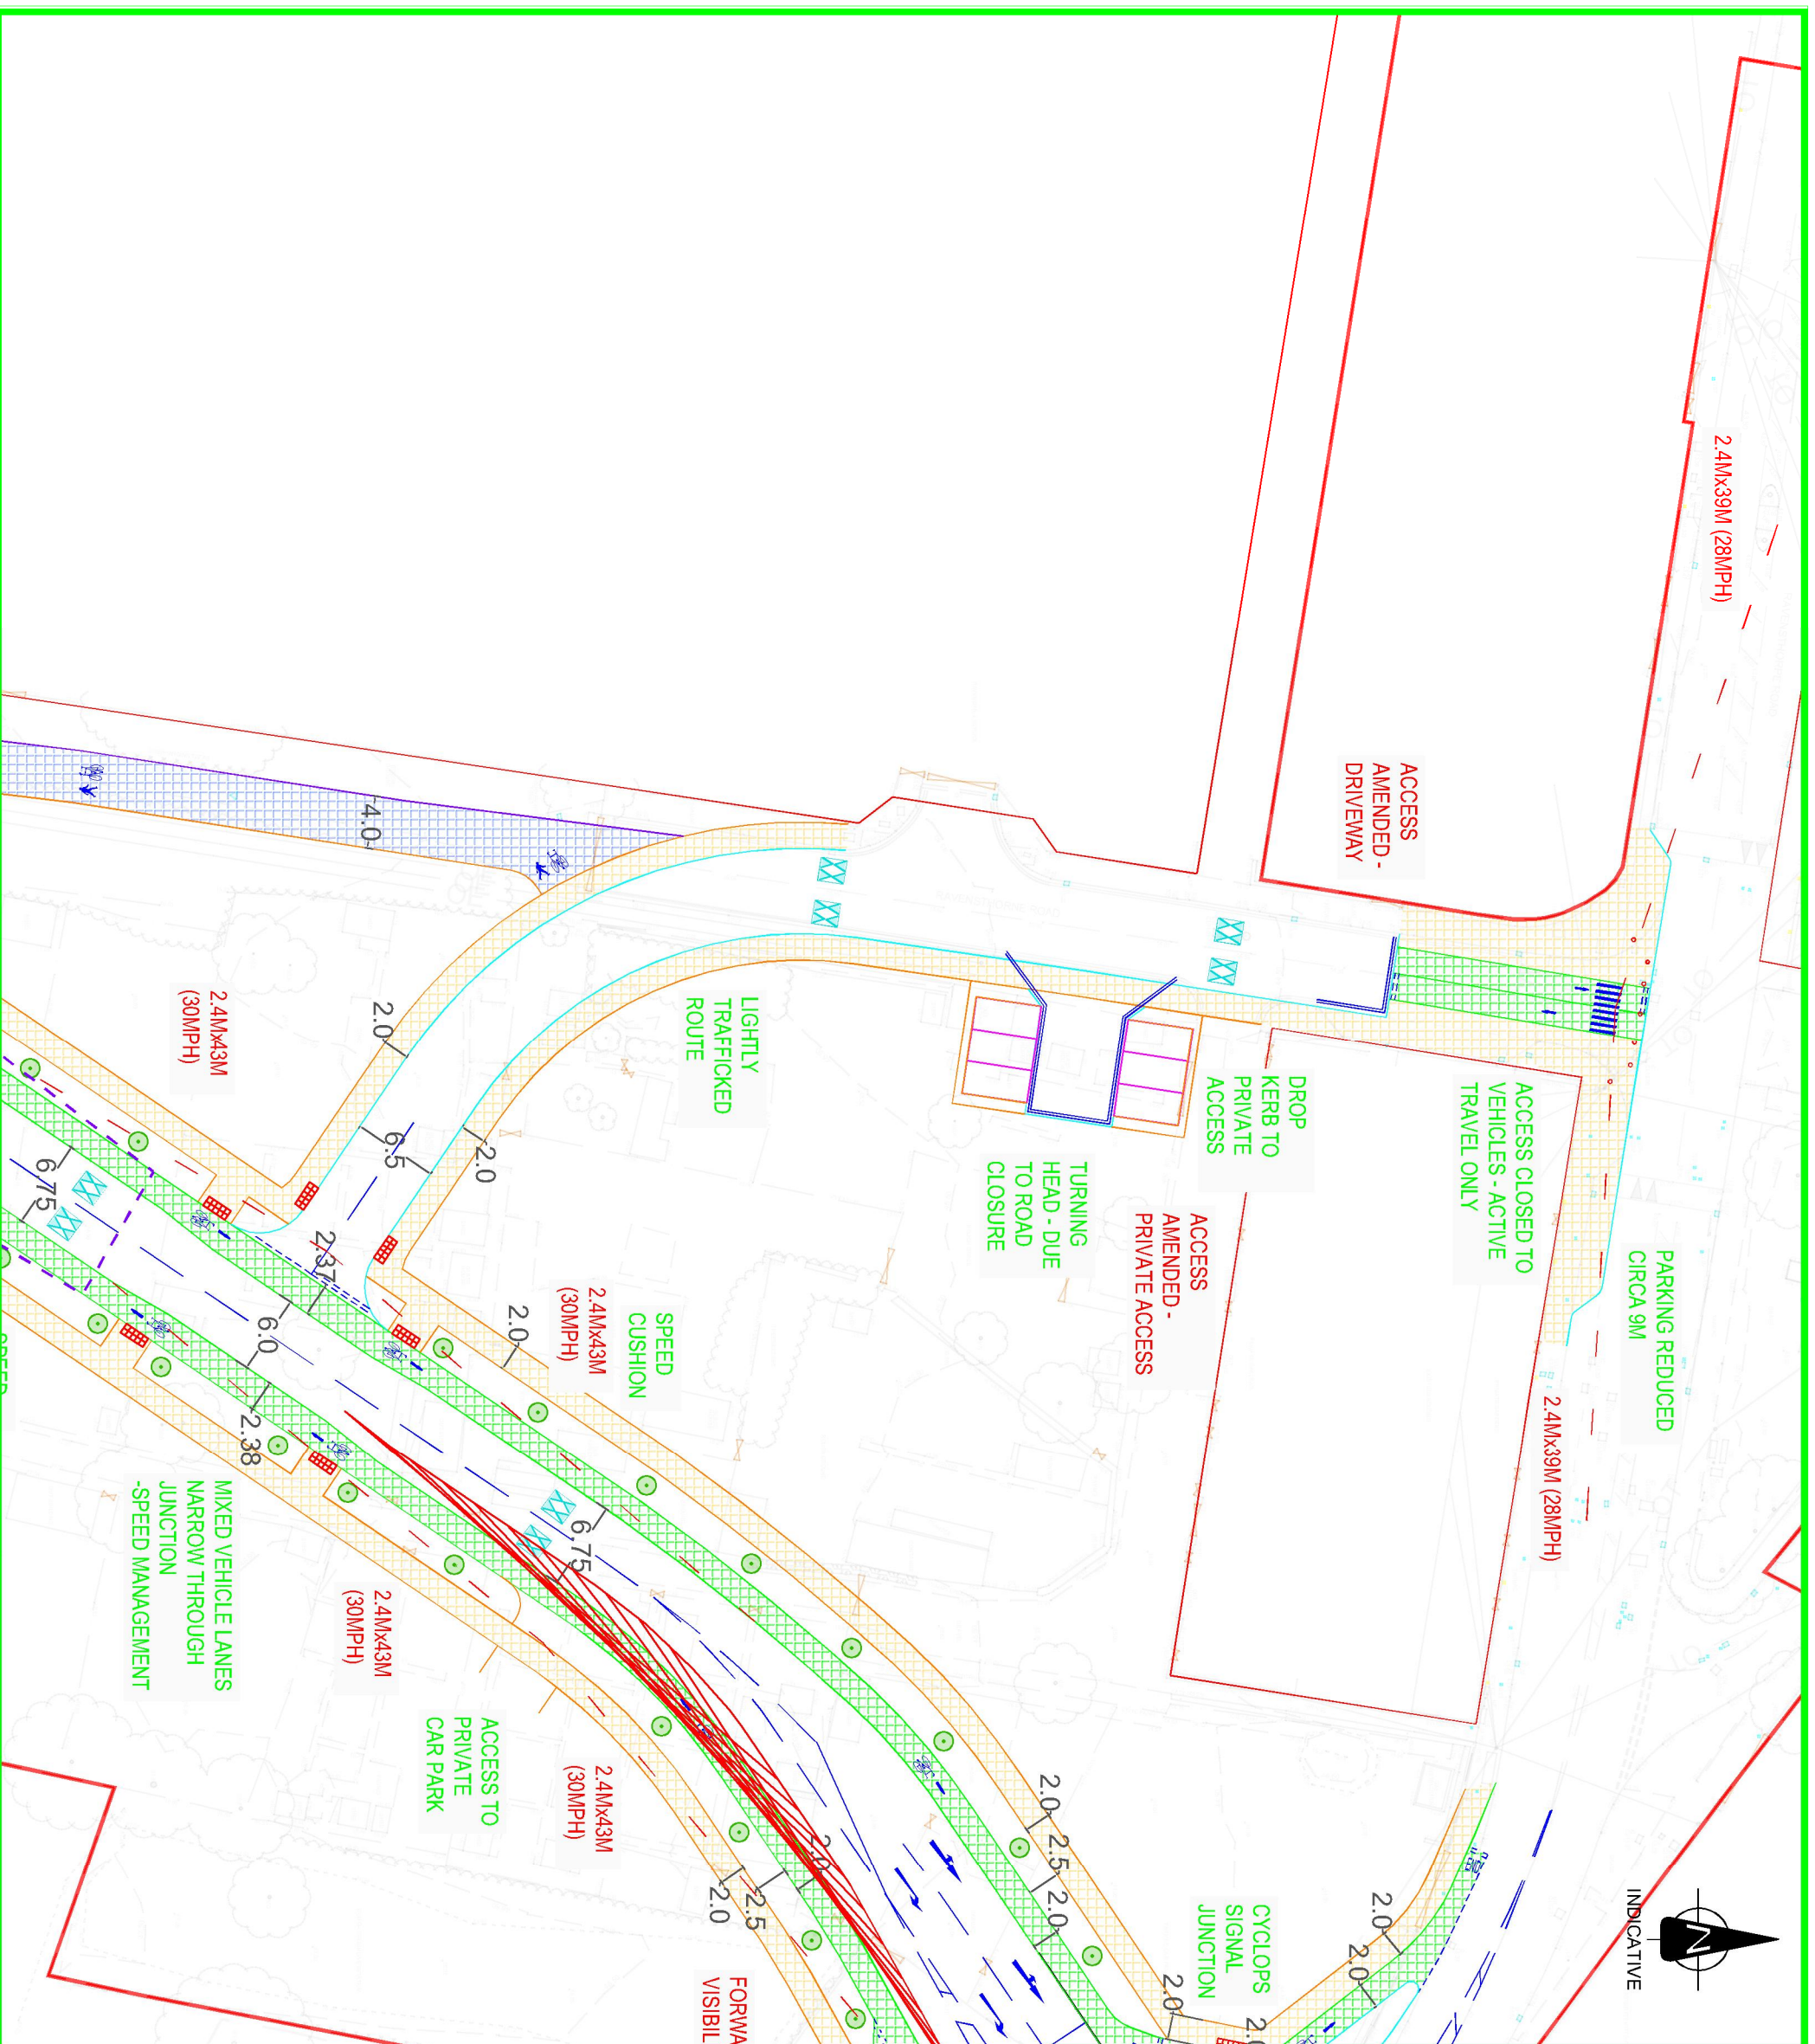 2.4Mx39M (28MPH)
ACCESS
AMENDED -
DRIVEWAY
PARKING REDUCED
CIRCA 9M
2.4Mx39M (28MPH)
INDICATIVE
N
ACCESS CLOSED TO
VEHICLES - ACTIVE
TRAVEL ONLY
DROP
KERB TO
PRIVATE
ACCESS
ACCESS
AMENDED -
PRIVATE ACCESS
TURNING
HEAD - DUE
TO ROAD
CLOSURE
CYCLOPS
SIGNAL
JUNCTION
2.0
2.0
2.0
2.0
2.5
2.0
LIGHTLY
TRAFFICKED
ROUTE
SPEED
CUSHION
2.4Mx43M
(30MPH)
4.0
2.0
6.5
2.0
2.0
6.75
2.0
2.5
2.0
FORWA
VISIBIL
2.4Mx43M
(30MPH)
2.37
6.0
2.38
6.75
2.4Mx43M
(30MPH)
ACCESS TO
PRIVATE
CAR PARK
2.4Mx43M
(30MPH)
MIXED VEHICLE LANES
NARROW THROUGH
JUNCTION
-SPEED MANAGEMENT